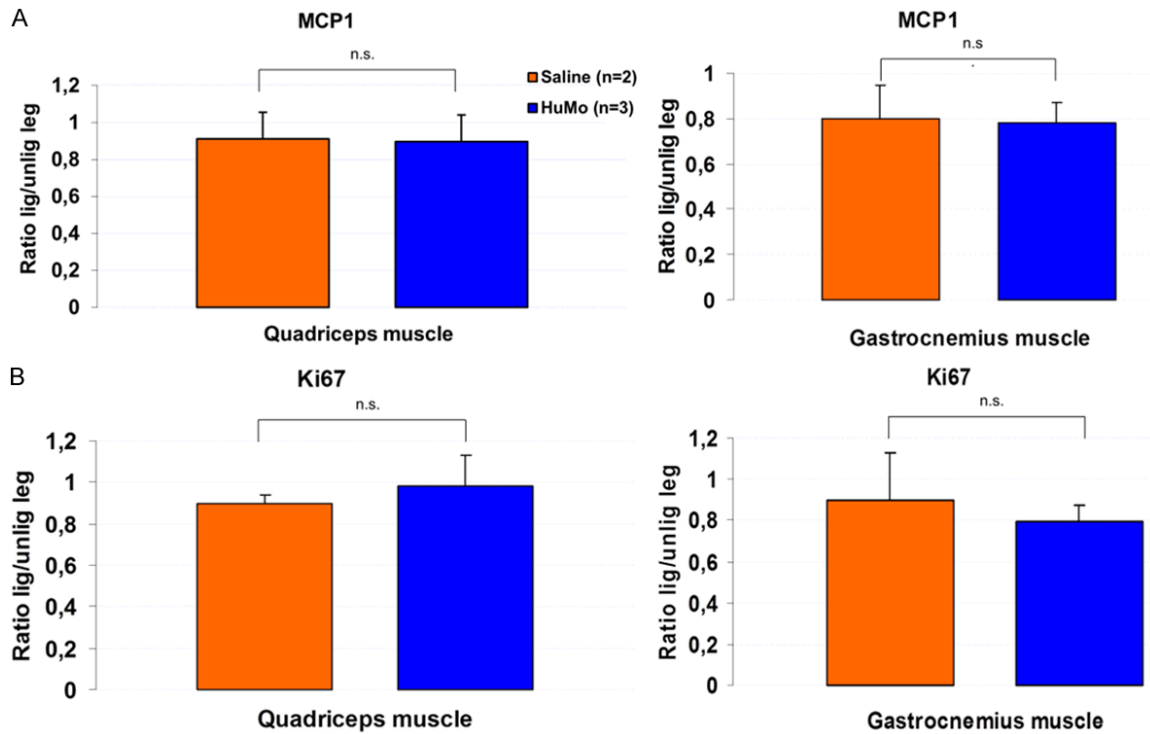 A
MCP1
n.s.
Saline (n=2)
HuMo (n=3)
Ratio lig/unlig leg
1,2
1
0,8
0,6
0,4
0,2
0
Quadriceps muscle
MCP1
n.s
Ratio lig/unlig leg
1
0,8
0,6
0,4
0,2
0
Gastrocnemius muscle
B
Ki67
n.s.
Ratio lig/unlig leg
1,2
1
0,8
0,6
0,4
0,2
0
Quadriceps muscle
Ki67
n.s.
Ratio lig/unlig leg
1,2
1
0,8
0,6
0,4
0,2
0
Gastrocnemius muscle